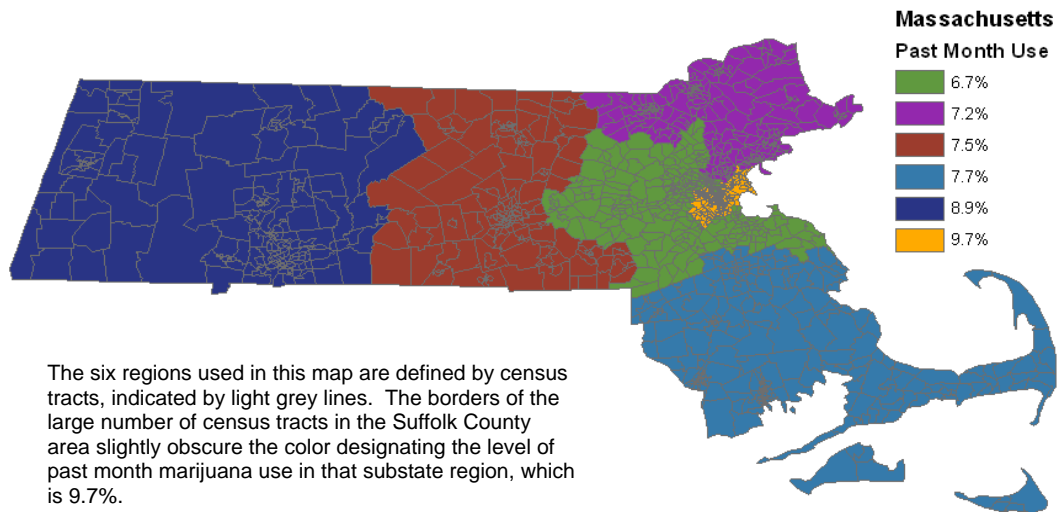 Massachusetts
Past Month Use
6.7%
7.2%
7.5%
7.7%
8.9%
9.7%
The six regions used in this map are defined by census
tracts, indicated by light grey lines.  The borders of the
large number of census tracts in the Suffolk County
area slightly obscure the color designating the level of
past month marijuana use in that substate region, which
is 9.7%.